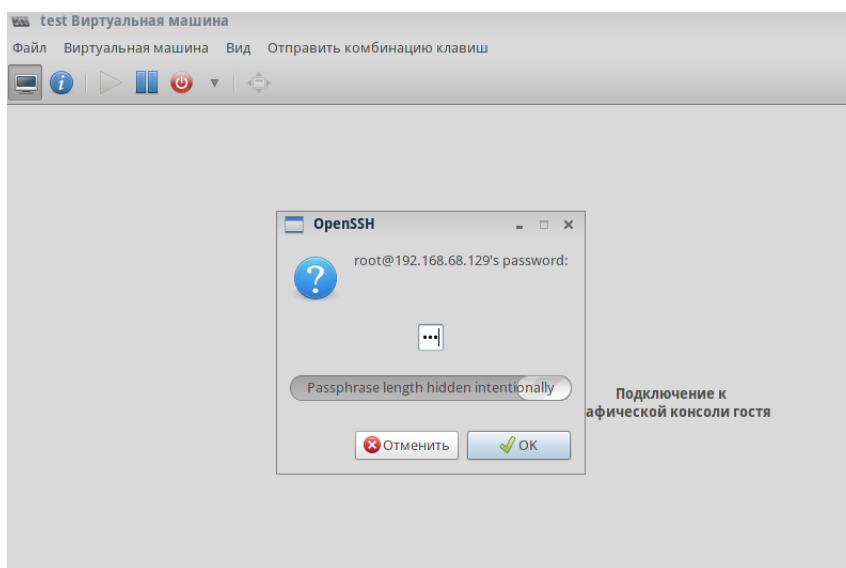 test Виртуальная машина
Файл Виртуальная машина Вид Отправить комбинацию клавиш
OpenSSH
root@192.168.68.129's password:
Passphrase length hidden intentionally
Подключение к
афической консоли гостя
Отменить OK